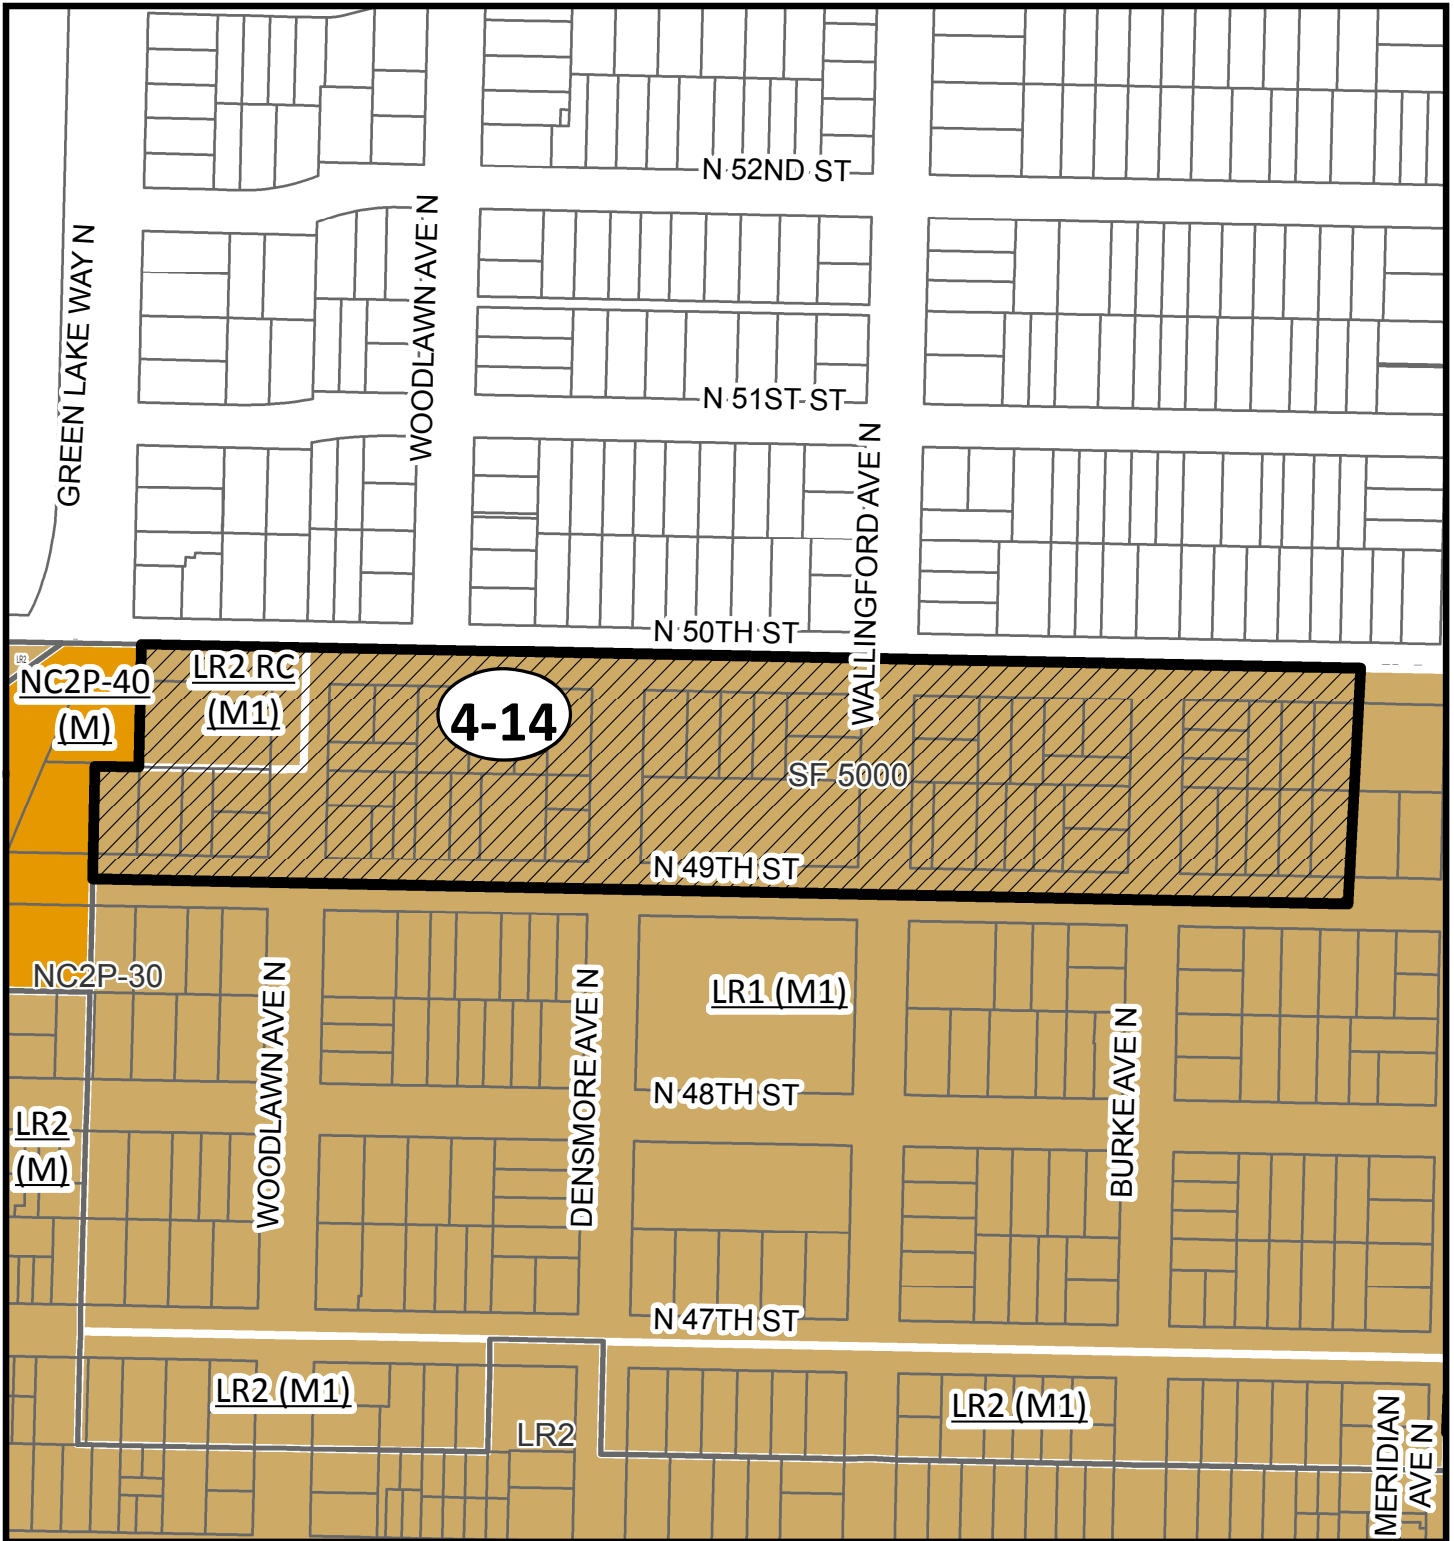 N 52ND ST
GREEN LAKE WAY N
WOODLAWN AVE N
N 51ST ST
WALLINGFORD AVE N
N 50TH ST
LR2
NC2P-40
(M)
LR2 RC
(M1)
4-14
SF 5000
N 49TH ST
NC2P-30
WOODLAWN AVE N
DENSMORE AVE N
LR1 (M1)
BURKE AVE N
N 48TH ST
LR2
(M)
N 47TH ST
LR2 (M1)
LR2
LR2 (M1)
MERIDIAN
AVE N